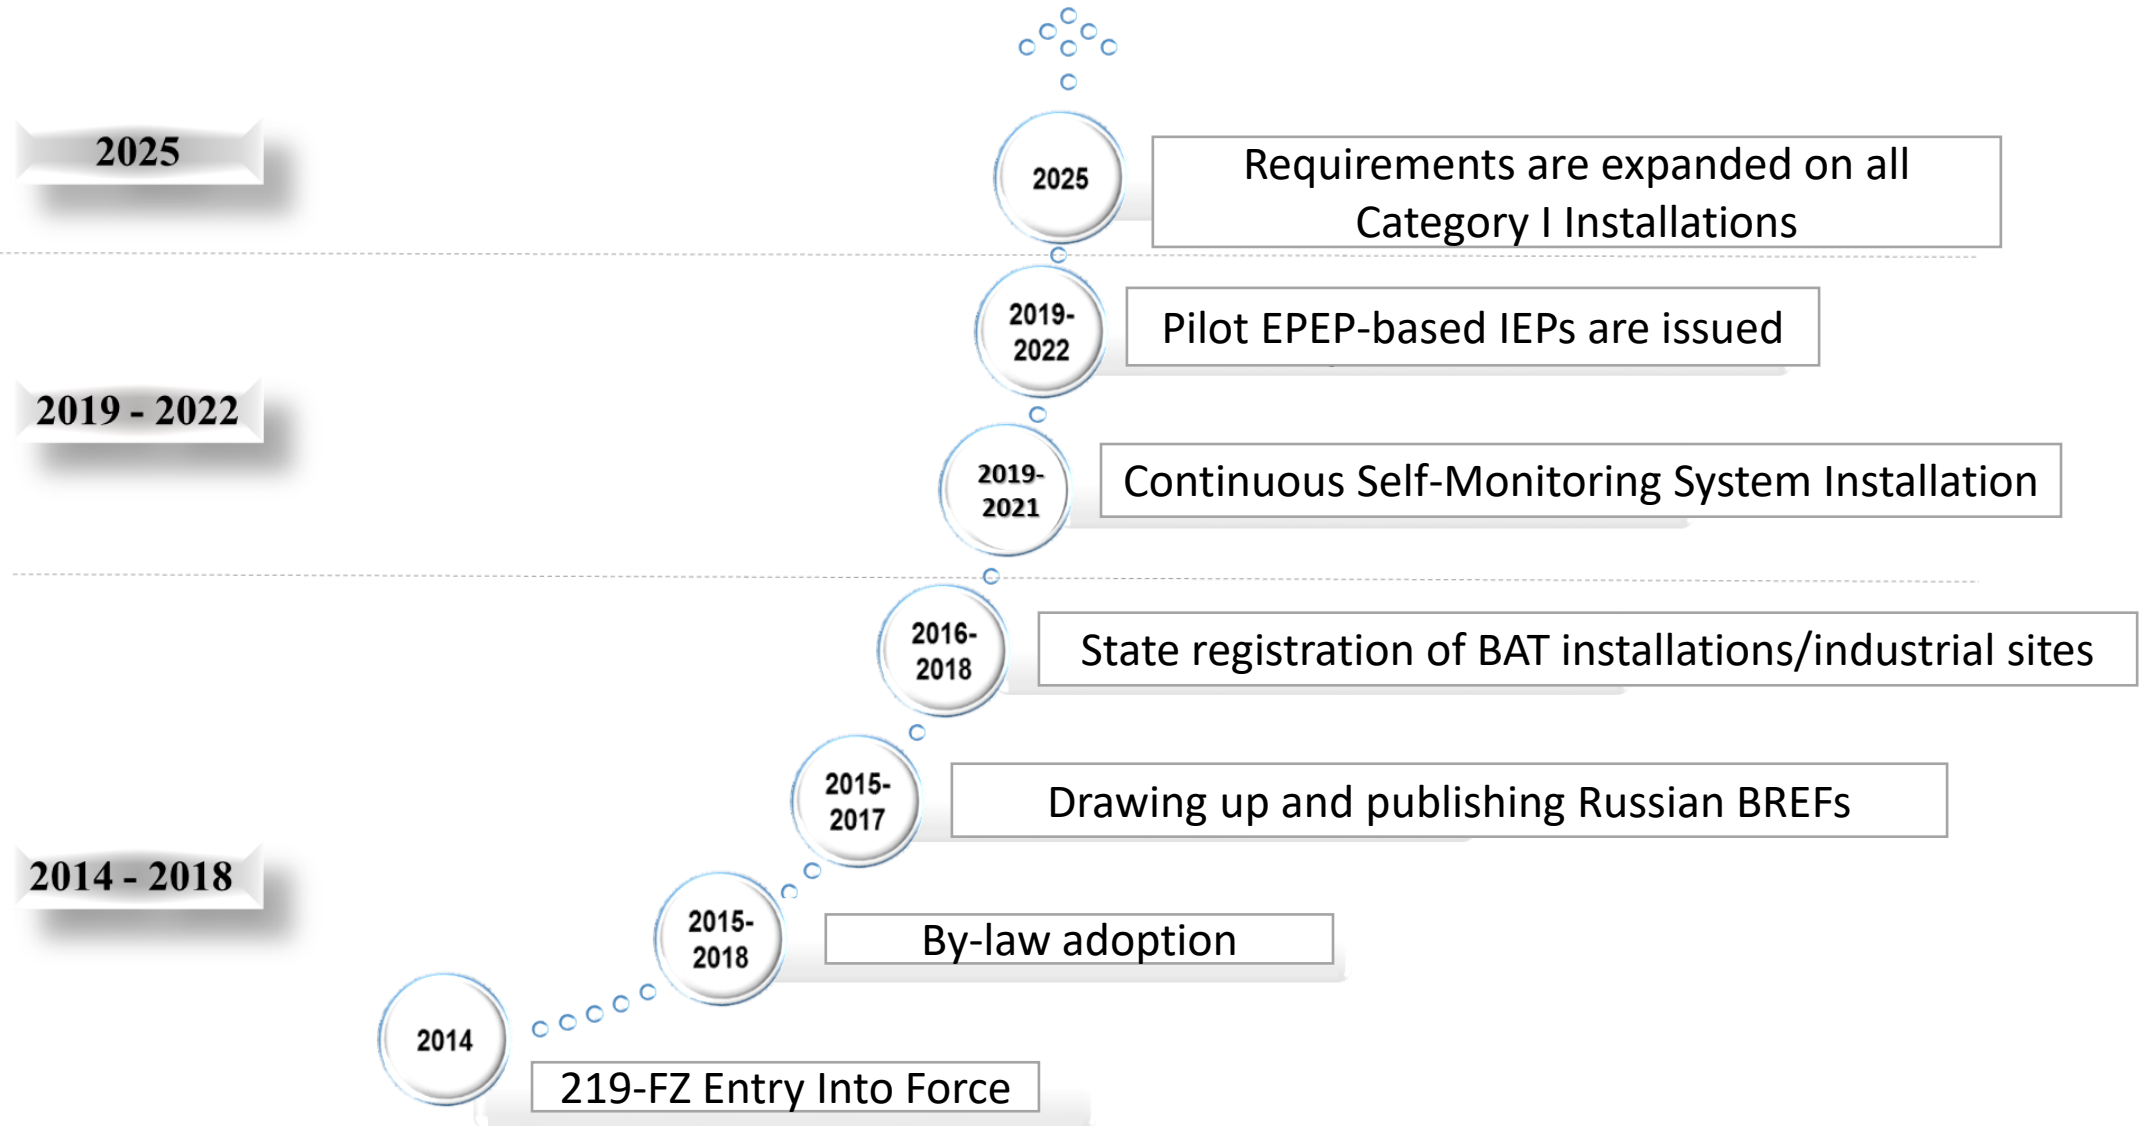 2025
2025
Requirements are expanded on all
Category I Installations
2019-
2022
Pilot EPEP-based IEPs are issued
2019 - 2022
2019-
2021
Continuous Self-Monitoring System Installation
2016-
2018
State registration of BAT installations/industrial sites
2015-
2017
Drawing up and publishing Russian BREFs
2014 - 2018
2015-
2018
By-law adoption
2014
219-FZ Entry Into Force